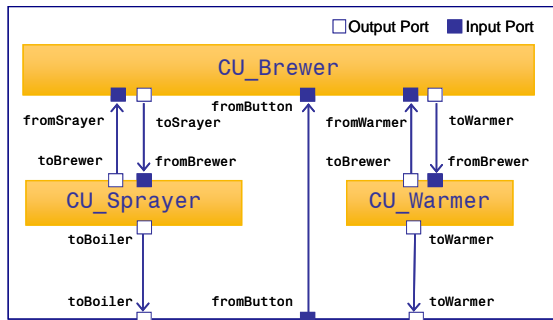 Output Port Input Port
CU_Brewer
fromSrayer toSrayer fromButton fromWarmer toWarmer
toBrewer fromBrewer toBrewer fromBrewer
CU_Sprayer CU_Warmer
toBoiler toWarmer
toBoiler fromButton toWarmer